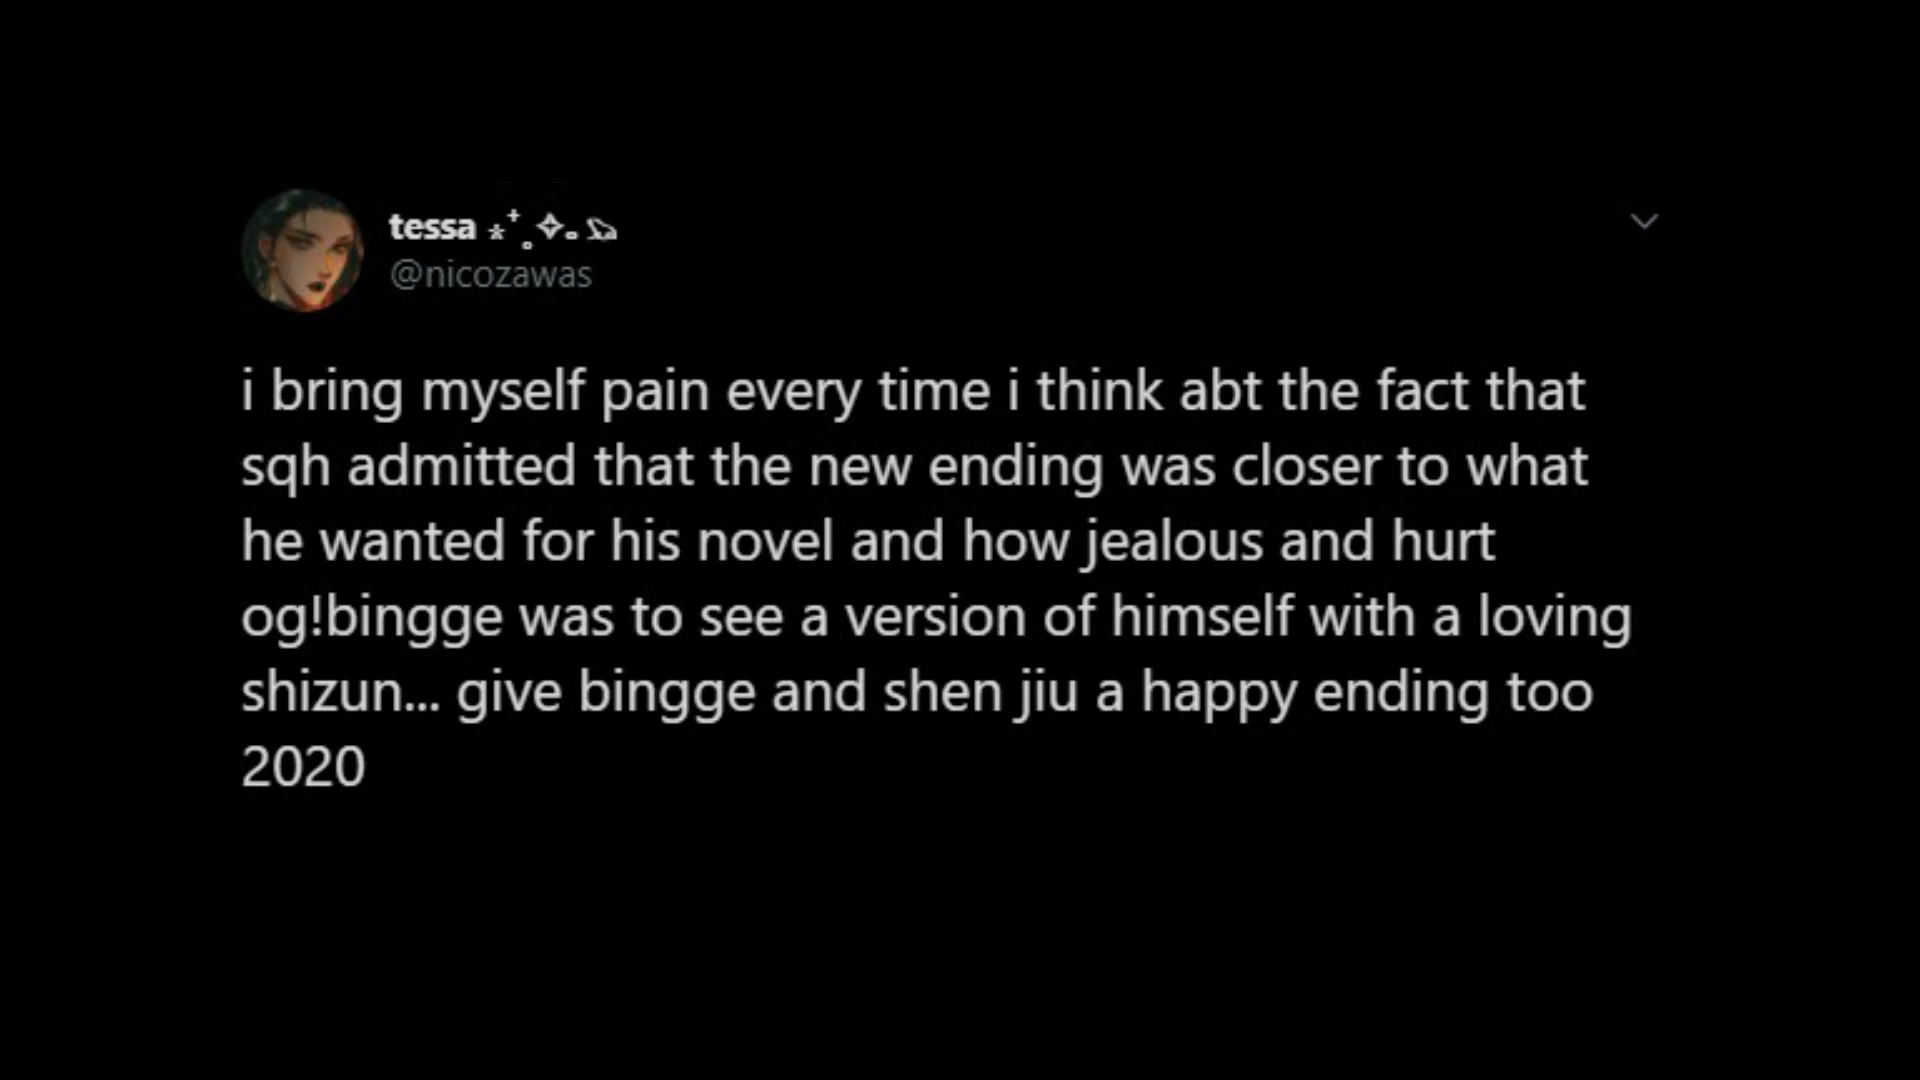 tessa ⋆⁺˳✧｡
@nicozawas
i bring myself pain every time i think abt the fact that
sqh admitted that the new ending was closer to what
he wanted for his novel and how jealous and hurt
og!bingge was to see a version of himself with a loving
shizun... give bingge and shen jiu a happy ending too
2020